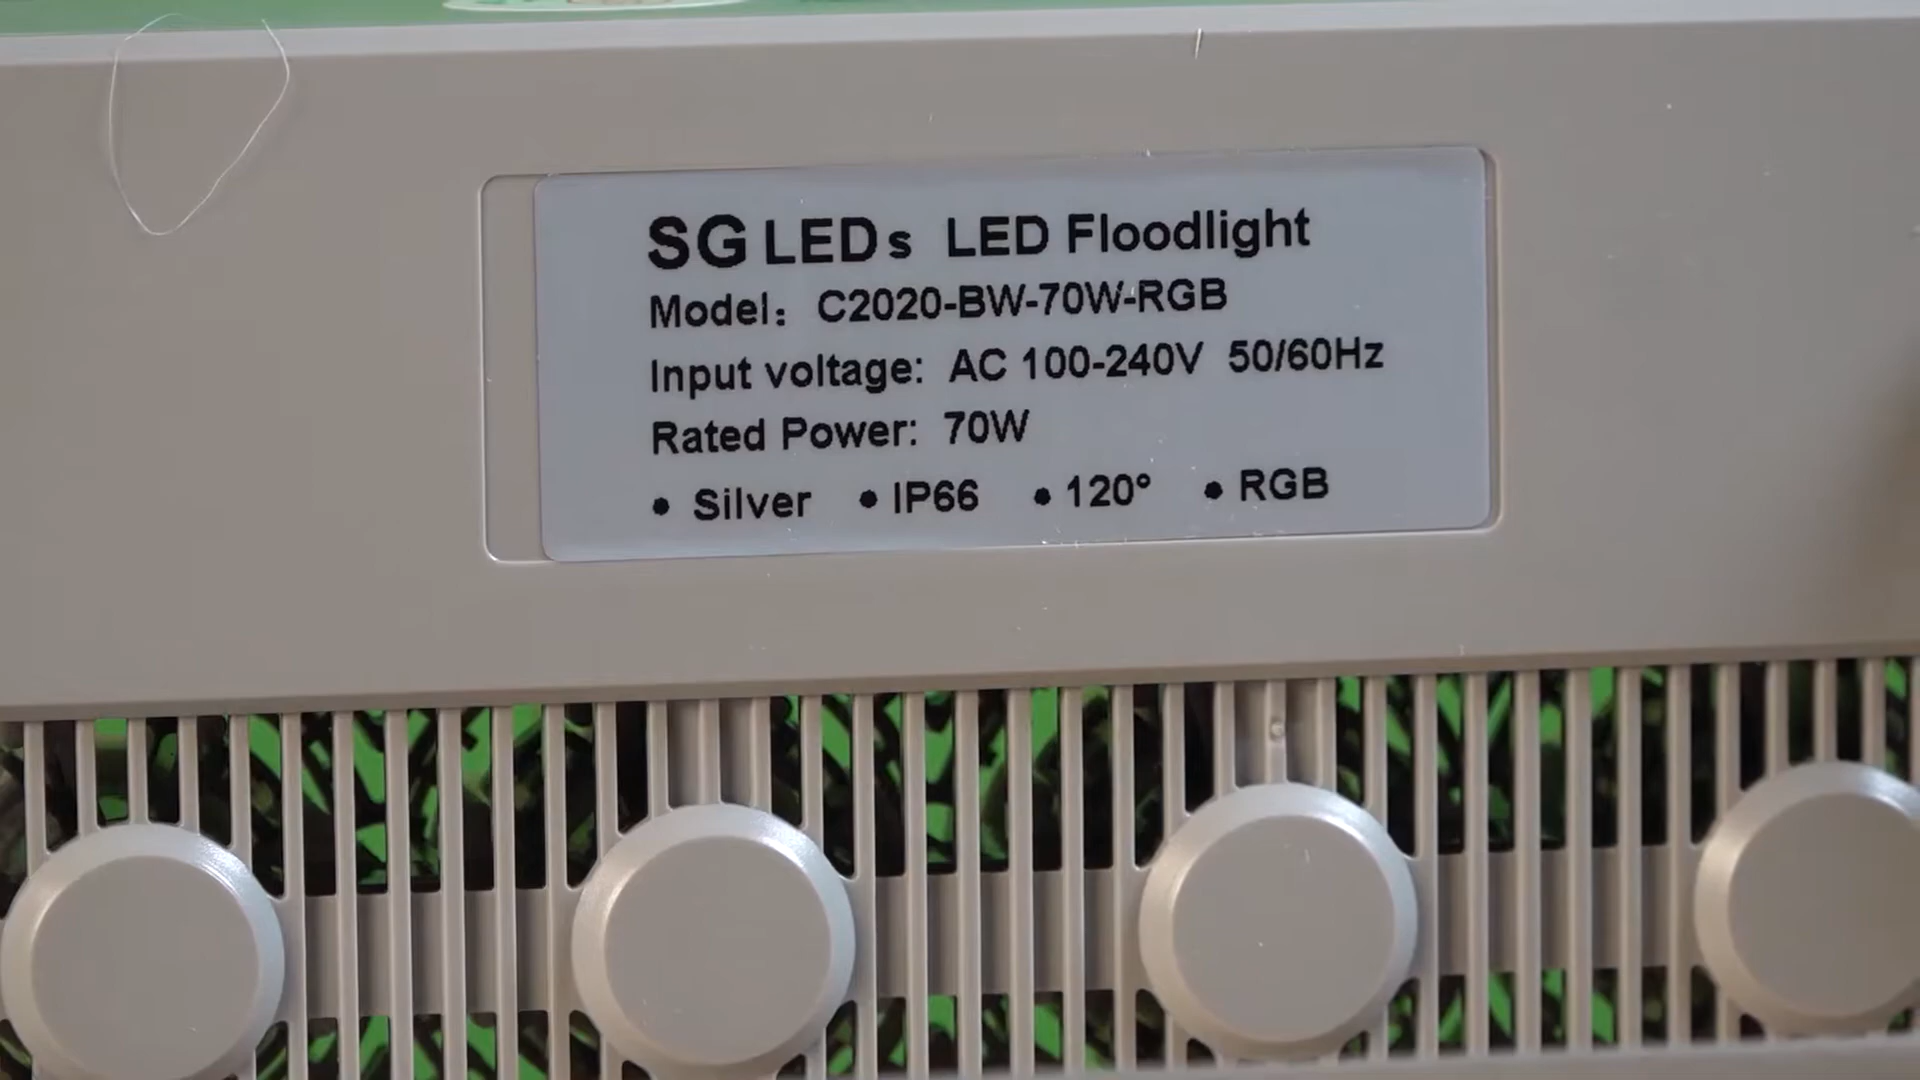 SG LEDs LED Floodlight
Model: C2020-BW-70W-RGB
Input voltage: AC 100-240V 50/60Hz
Rated Power: 70W
• Silver • IP66 • 120° • RGB